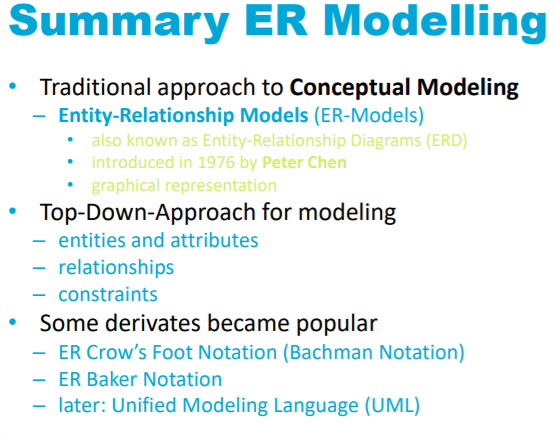 Summary ER Modelling
• Traditional approach to Conceptual Modeling
– Entity-Relationship Models (ER-Models)
• also known as Entity-Relationship Diagrams (ERD)
• introduced in 1976 by Peter Chen
• graphical representation
• Top-Down-Approach for modeling
– entities and attributes
– relationships
– constraints
• Some derivates became popular
– ER Crow's Foot Notation (Bachman Notation)
– ER Baker Notation
– later: Unified Modeling Language (UML)